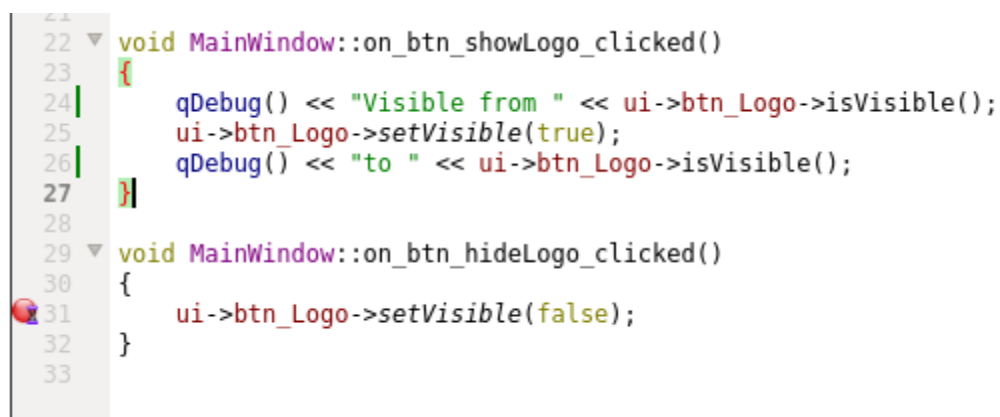 21
22 void MainWindow::on_btn_showLogo_clicked()
23 {
24 qDebug() << "Visible from " << ui->btn_Logo->isVisible();
25 ui->btn_Logo->setVisible(true);
26 qDebug() << "to " << ui->btn_Logo->isVisible();
27 }
28
29 void MainWindow::on_btn_hideLogo_clicked()
30 {
31 ui->btn_Logo->setVisible(false);
32 }
33